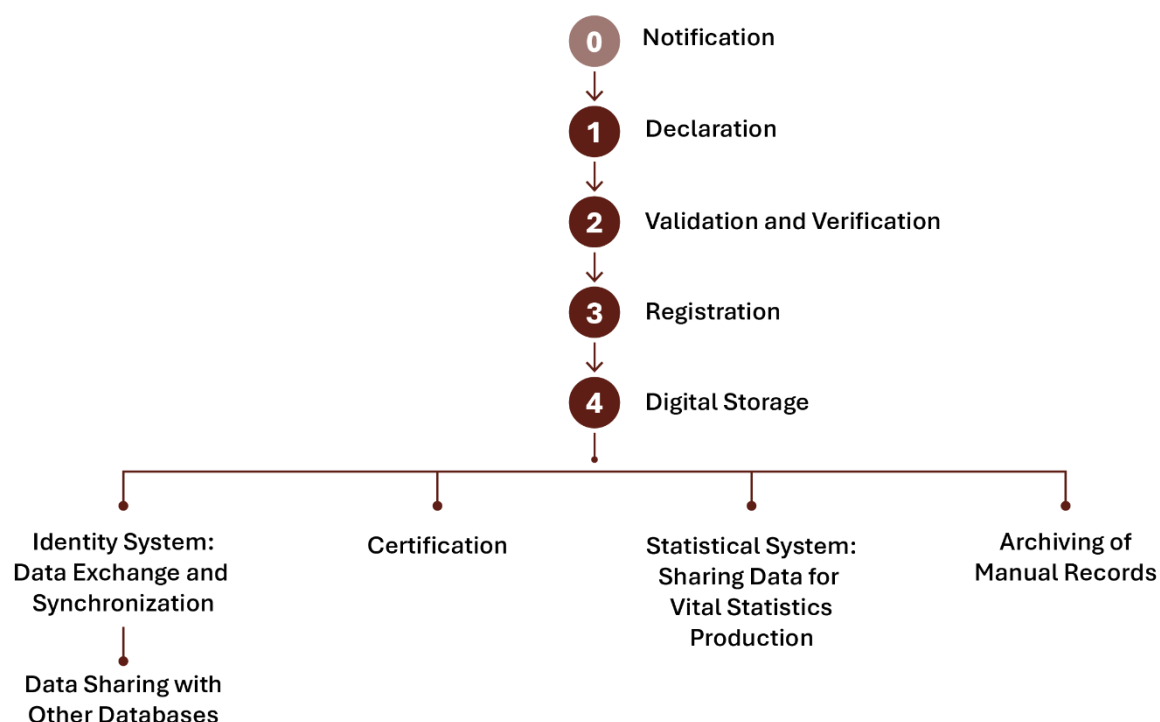 0 Notification
1 Declaration
2 Validation and Verification
3 Registration
4 Digital Storage
Identity System:
Data Exchange and
Synchronization
Data Sharing with
Other Databases
Certification
Statistical System:
Sharing Data for
Vital Statistics
Production
Archiving of
Manual Records